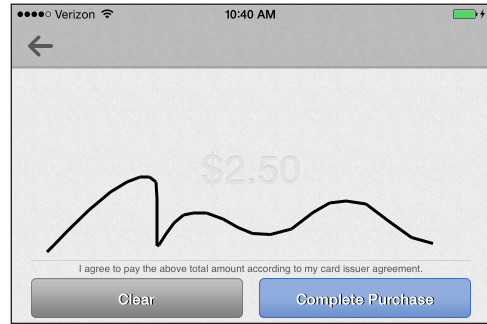 Verizon 10:40 AM
$2.50
I agree to pay the above total amount according to my card issuer agreement.
Clear Complete Purchase